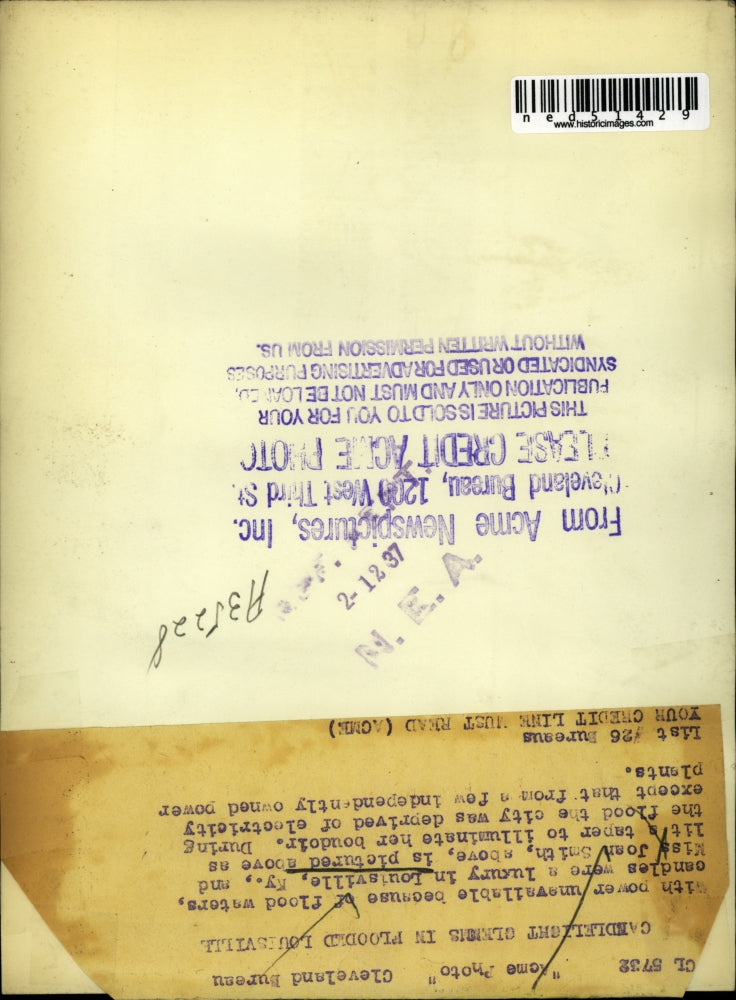 ned51429
www.historicimages.com
CL 5732 "Acme Photo" Cleveland Bureau
CANDLELIGHT GLEAMS IN FLOODED LOUISVILLE
With power unavailable because of flood waters,
candles were a luxury in Louisville, Ky., and
Miss Joan Smith, above, is pictured above as
lit a taper to illuminate her boudoir. During
the flood the city was deprived of electricity
except that from a few independently owned power
plants.
List #26 Bureaus
YOUR CREDIT LINE MUST READ (ACME)
A35228
N. E. A.
2-12 37
From Acme Newspictures, Inc.
Cleveland Bureau, 1200 West Third St.
PLEASE CREDIT ACME PHOTO
THIS PICTURE IS SOLD TO YOU FOR YOUR
PUBLICATION ONLY AND MUST NOT BE LOANED,
SYNDICATED OR USED FOR ADVERTISING PURPOSES
WITHOUT WRITTEN PERMISSION FROM US.